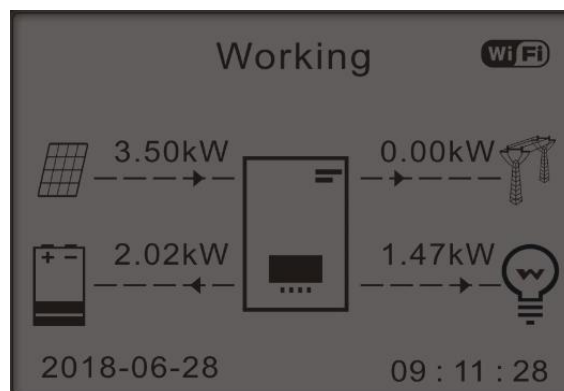 Working
WiFi
3.50kW
0.00kW
2.02kW
1.47kW
2018-06-28
09 : 11 : 28